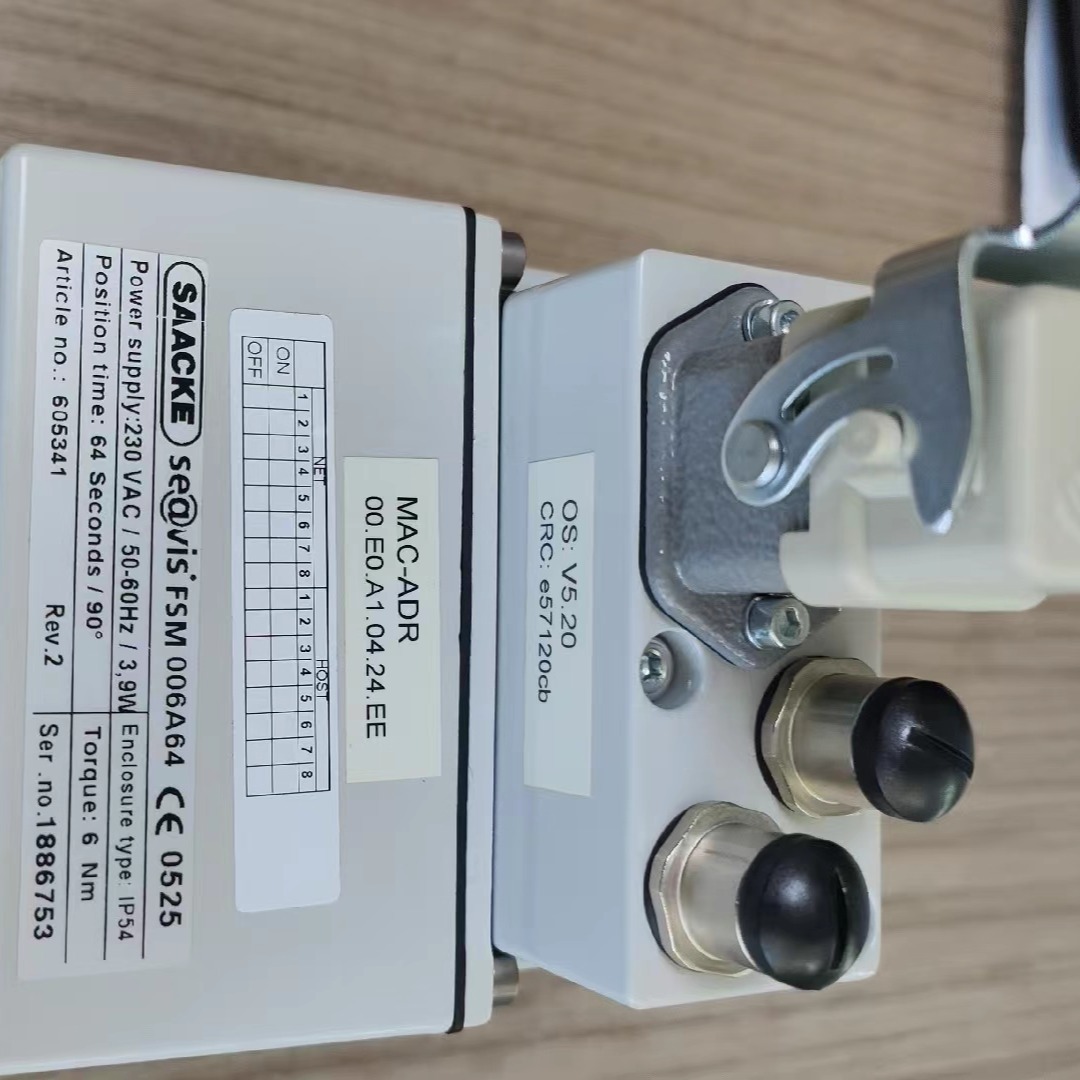 SAACKE se@vis® FSM 006A64 CE 0525
Power supply:230 VAC / 50-60Hz / 3,9W Enclosure type: IP54
Position time: 64 Seconds / 90° Torque: 6 Nm
Article no.: 605341 Rev.2 Ser.no.1886753
NET HOST
1 2 3 4 5 6 7 8 1 2 3 4 5 6 7 8
ON
OFF
MAC-ADR
00.E0.A1.04.24.EE
OS: V5.20
CRC: e57120cb